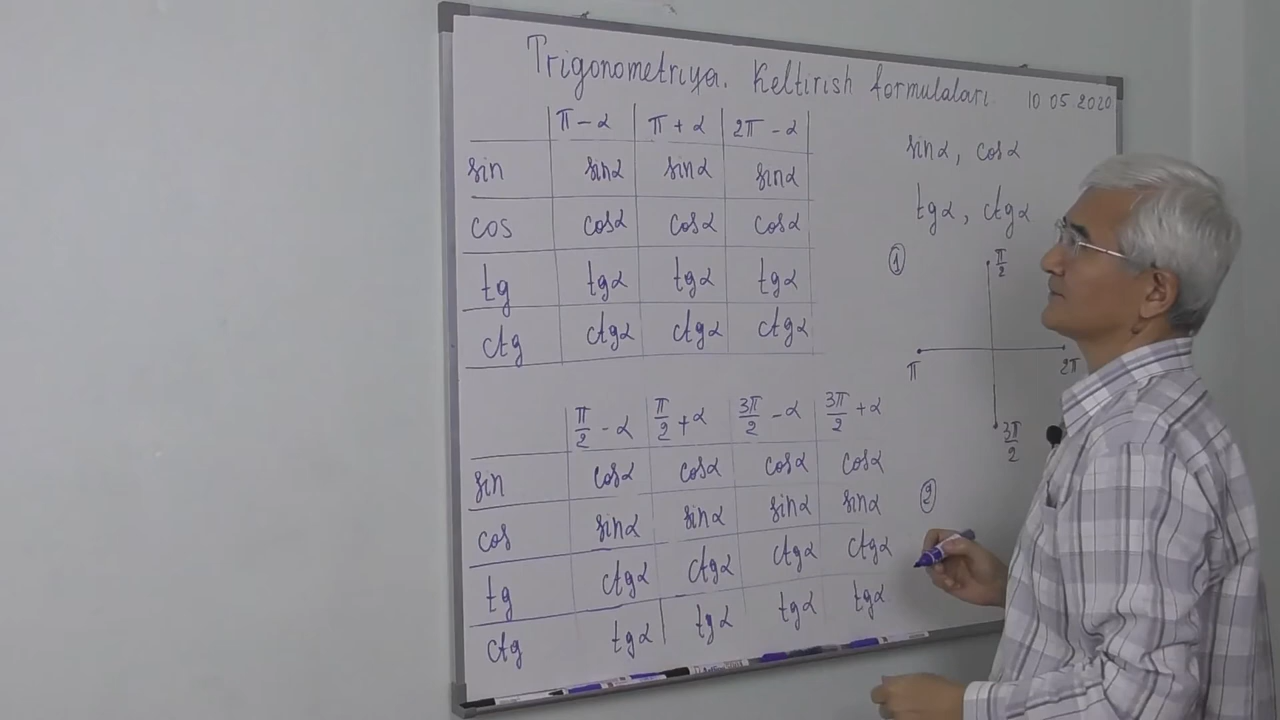 Trigonometriya. Keltirish formulalari. 10 05 2020
π - α π + α 2π - α
sin sinα sinα sinα
cos cosα cosα cosα
tg tgα tgα tgα
ctg ctgα ctgα ctgα
π/2 - α π/2 + α 3π/2 - α 3π/2 + α
sin cosα cosα cosα cosα
cos sinα sinα sinα sinα
tg ctgα ctgα ctgα ctgα
ctg tgα tgα tgα tgα
sinα, cosα
tgα, ctgα
①
π/2
π 2π
3π/2
②